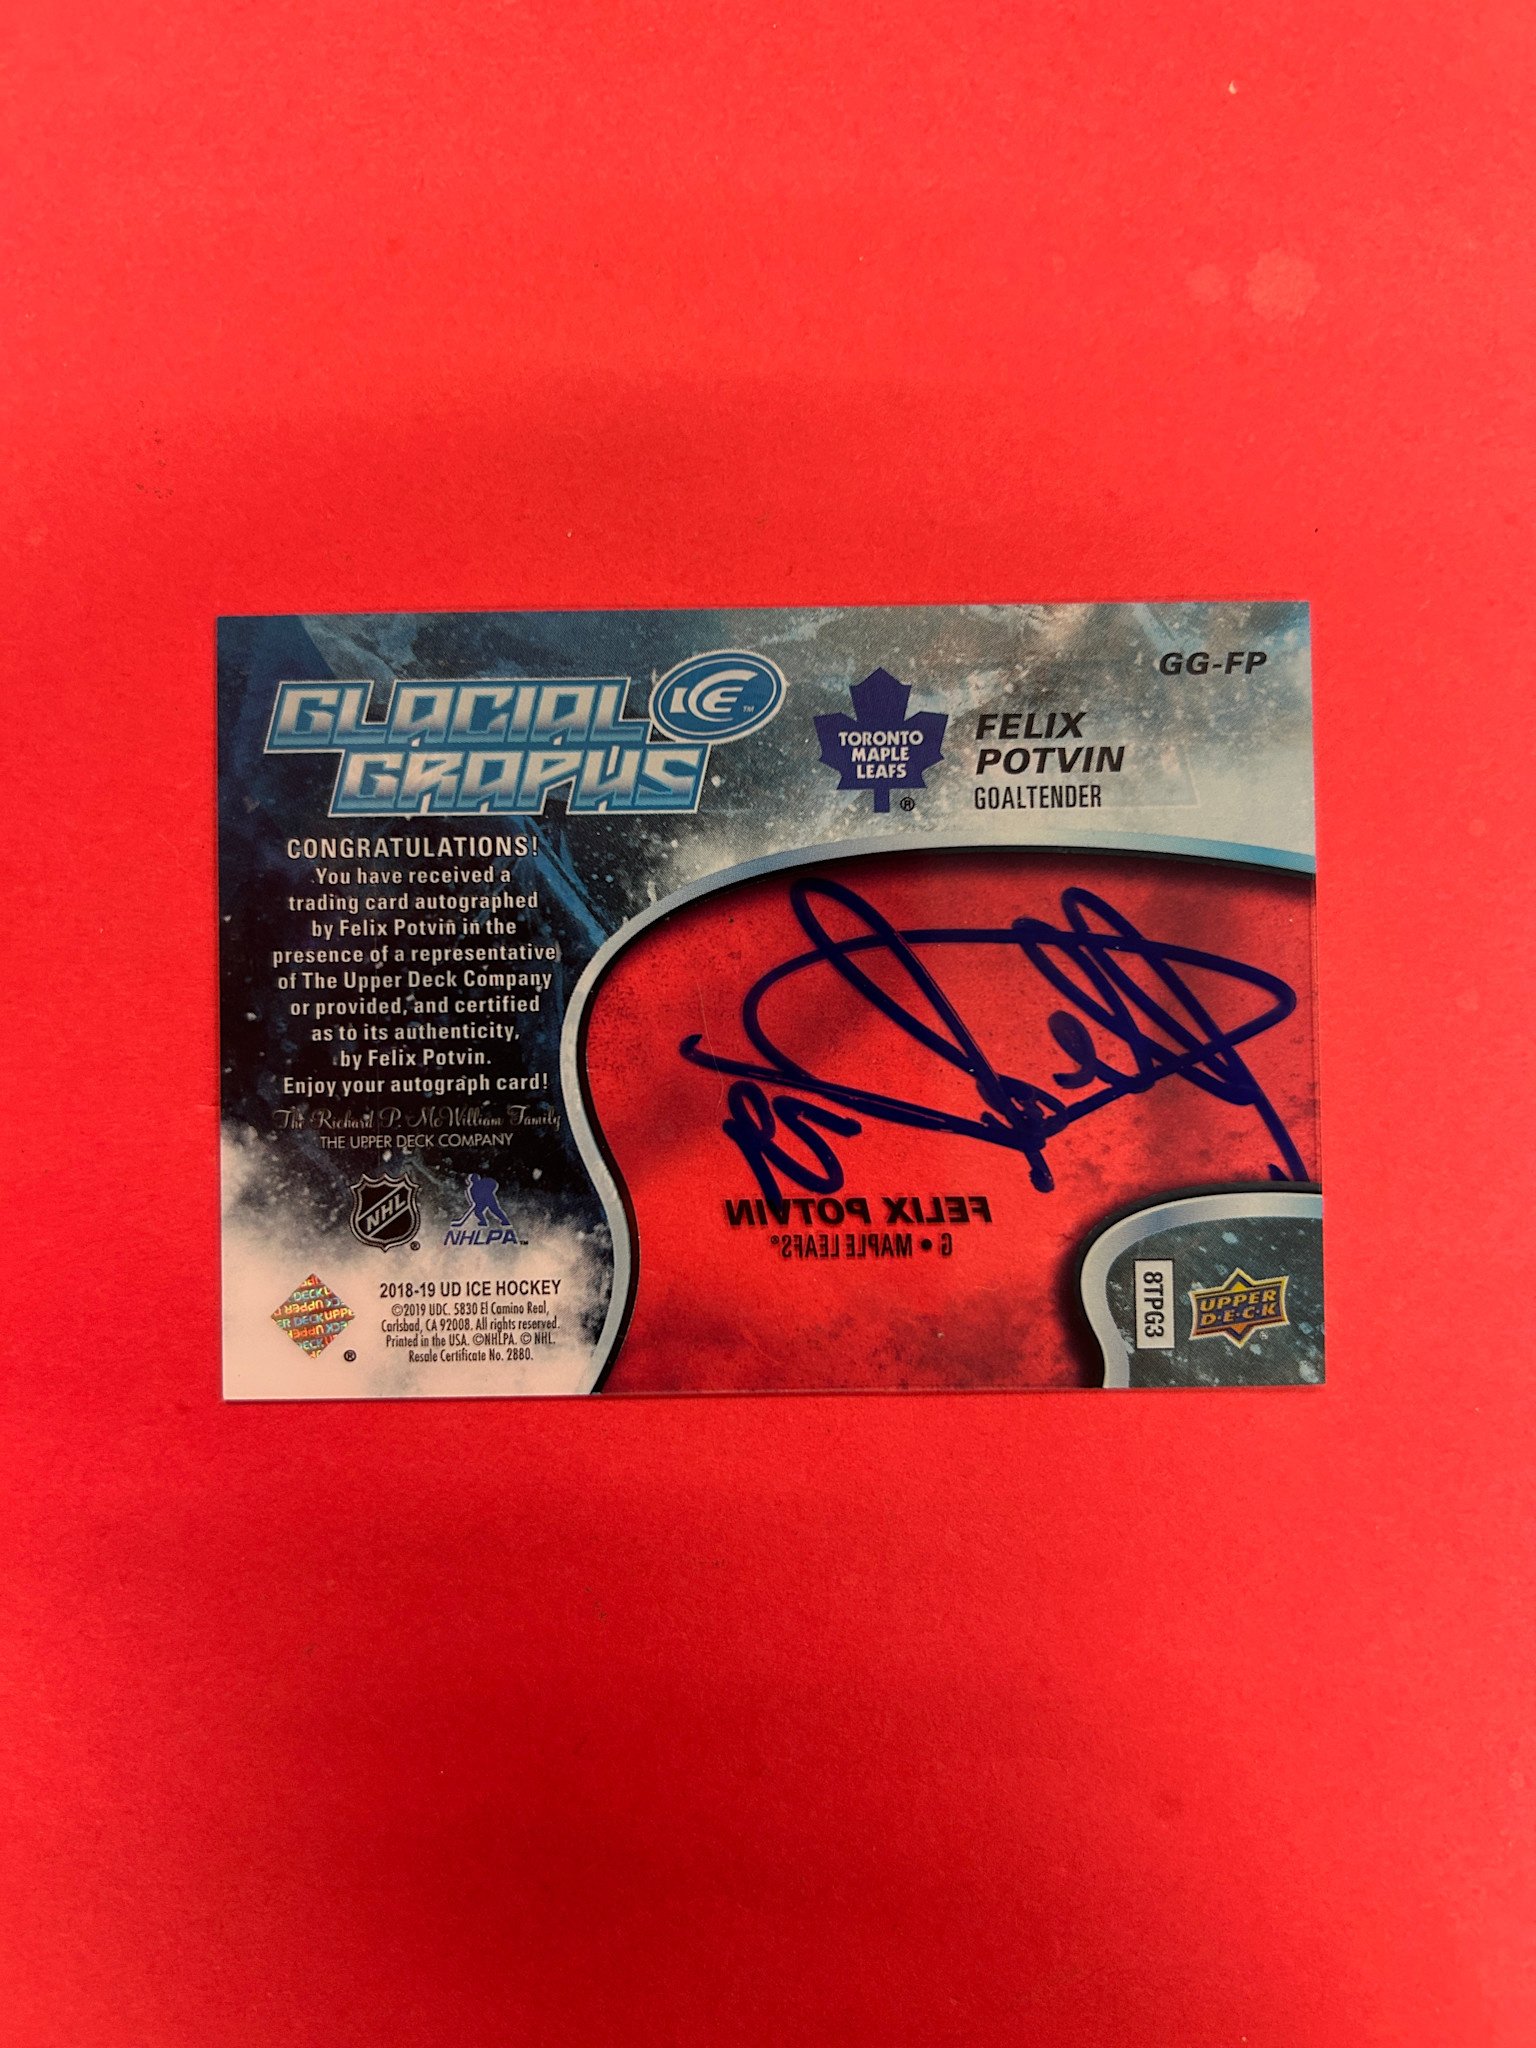 GLACIAL
GRAPHS
ICE™
CONGRATULATIONS!
You have received a
trading card autographed
by Felix Potvin in the
presence of a representative
of The Upper Deck Company
or provided, and certified
as to its authenticity,
by Felix Potvin.
Enjoy your autograph card!
The Richard P. McWilliam Family
THE UPPER DECK COMPANY
NHL ®
NHLPA™
DECK
UPPER DECK
®
2018-19 UD ICE HOCKEY
©2019 UDC. 5830 El Camino Real,
Carlsbad, CA 92008. All rights reserved.
Printed in the USA. ©NHLPA. © NHL.
Resale Certificate No. 2880.
GG-FP
TORONTO
MAPLE
LEAFS
®
FELIX
POTVIN
GOALTENDER
FELIX POTVIN
G • MAPLE LEAFS®
8TPG3
UPPER
D·E·C·K
®